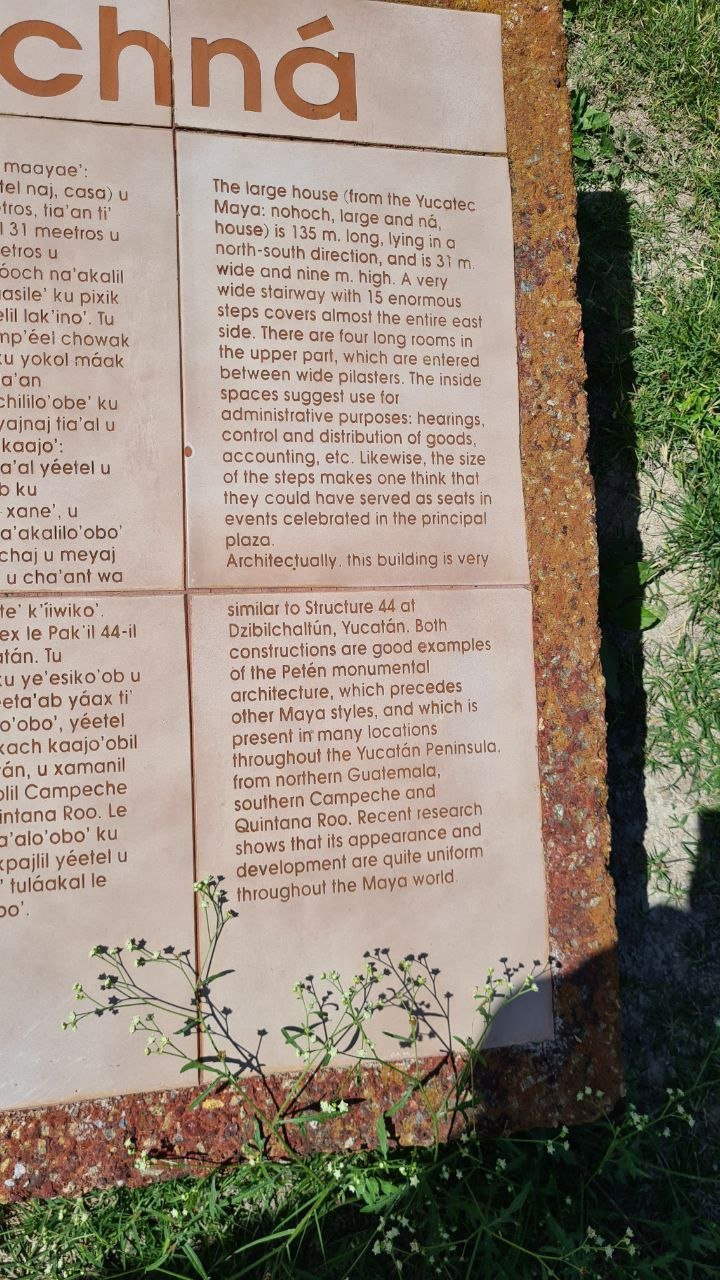 chná
maayae':
tel naj, casa) u
tros, tia'an ti'
l 31 meetros u
etros u
óoch na'akalil
asile' ku pixik
elil lak'ino'. Tu
mp'éel chowak
ku yokol máak
a'an
chililo'obe' ku
yajnaj tia'al u
kaajo':
a'al yéetel u
b ku
xane', u
a'akalilo'obo'
chaj u meyaj
u cha'ant wa
te' k'íiwiko'.
ex le Pak'il 44-il
atán. Tu
ku ye'esiko'ob u
eeta'ab yáax ti'
o'obo', yéetel
kach kaajo'obil
rán, u xamanil
olil Campeche
uintana Roo. Le
a'alo'obo' ku
xpajlil yéetel u
' tuláakal le
oo'.
The large house (from the Yucatec
Maya: nohoch, large and ná,
house) is 135 m. long, lying in a
north-south direction, and is 31 m.
wide and nine m. high. A very
wide stairway with 15 enormous
steps covers almost the entire east
side. There are four long rooms in
the upper part, which are entered
between wide pilasters. The inside
spaces suggest use for
administrative purposes: hearings,
control and distribution of goods,
accounting, etc. Likewise, the size
of the steps makes one think that
they could have served as seats in
events celebrated in the principal
plaza.
Architectually, this building is very
similar to Structure 44 at
Dzibilchaltún, Yucatán. Both
constructions are good examples
of the Petén monumental
architecture, which precedes
other Maya styles, and which is
present in many locations
throughout the Yucatán Peninsula,
from northern Guatemala,
southern Campeche and
Quintana Roo. Recent research
shows that its appearance and
development are quite uniform
throughout the Maya world.